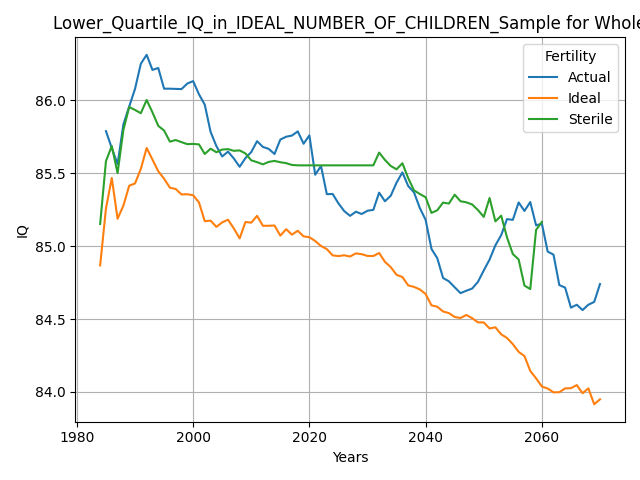 Lower_Quartile_IQ_in_IDEAL_NUMBER_OF_CHILDREN_Sample for Whole
Fertility
Actual
Ideal
Sterile
IQ
86.0
85.5
85.0
84.5
84.0
1980 2000 2020 2040 2060
Years